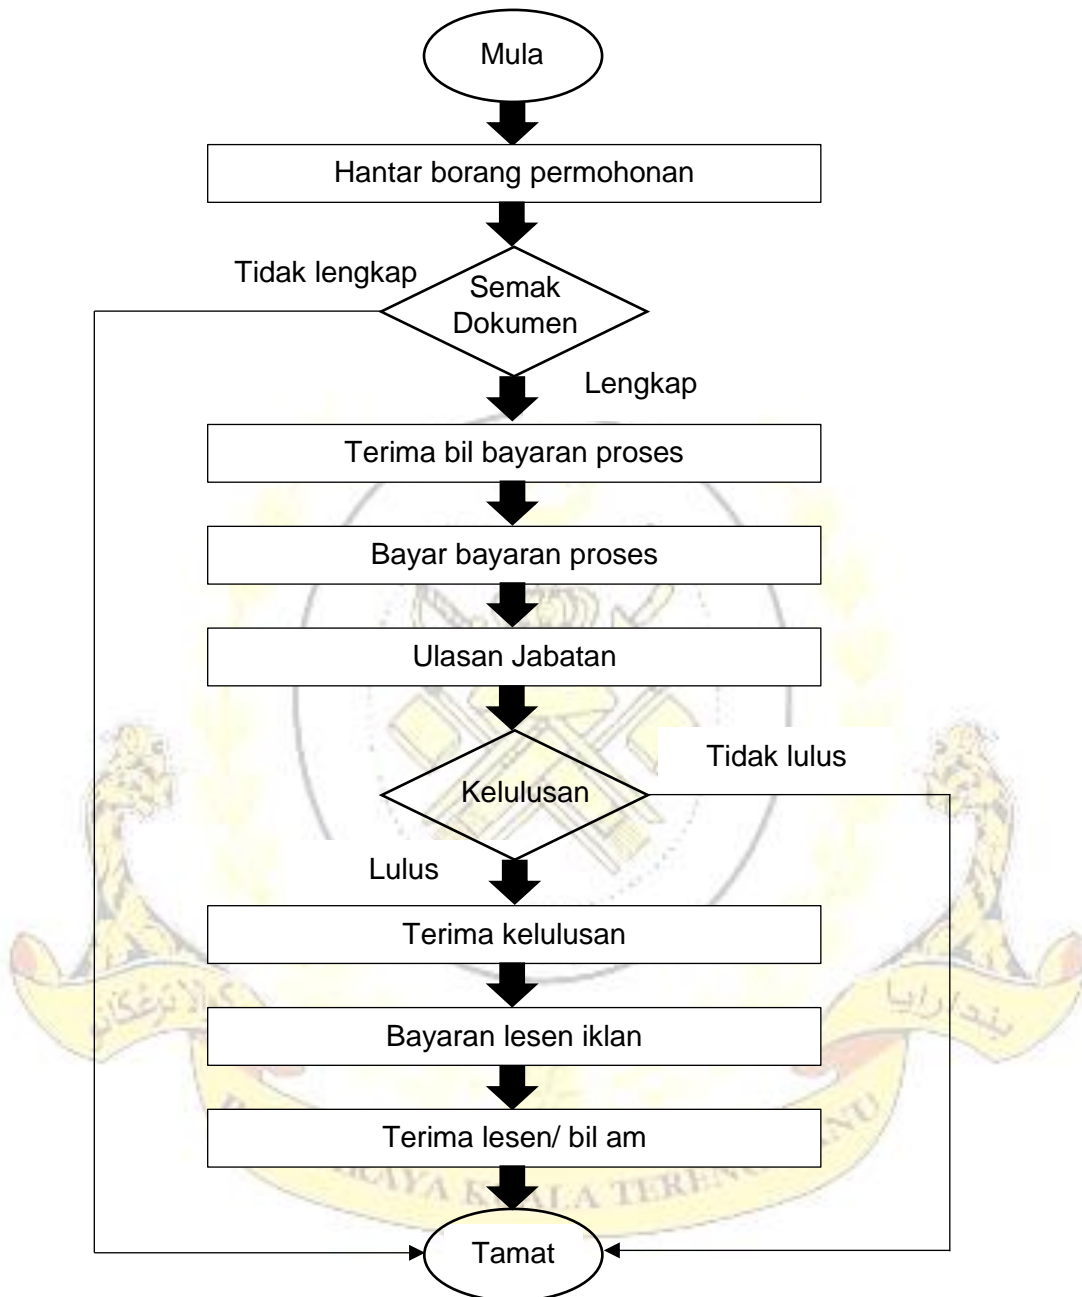 Mula
Hantar borang permohonan
Tidak lengkap
Semak
Dokumen
Lengkap
Terima bil bayaran proses
Bayar bayaran proses
Ulasan Jabatan
Tidak lulus
Kelulusan
Lulus
Terima kelulusan
Bayaran lesen iklan
بندارايا
Terima lesen/ bil am
Tamat